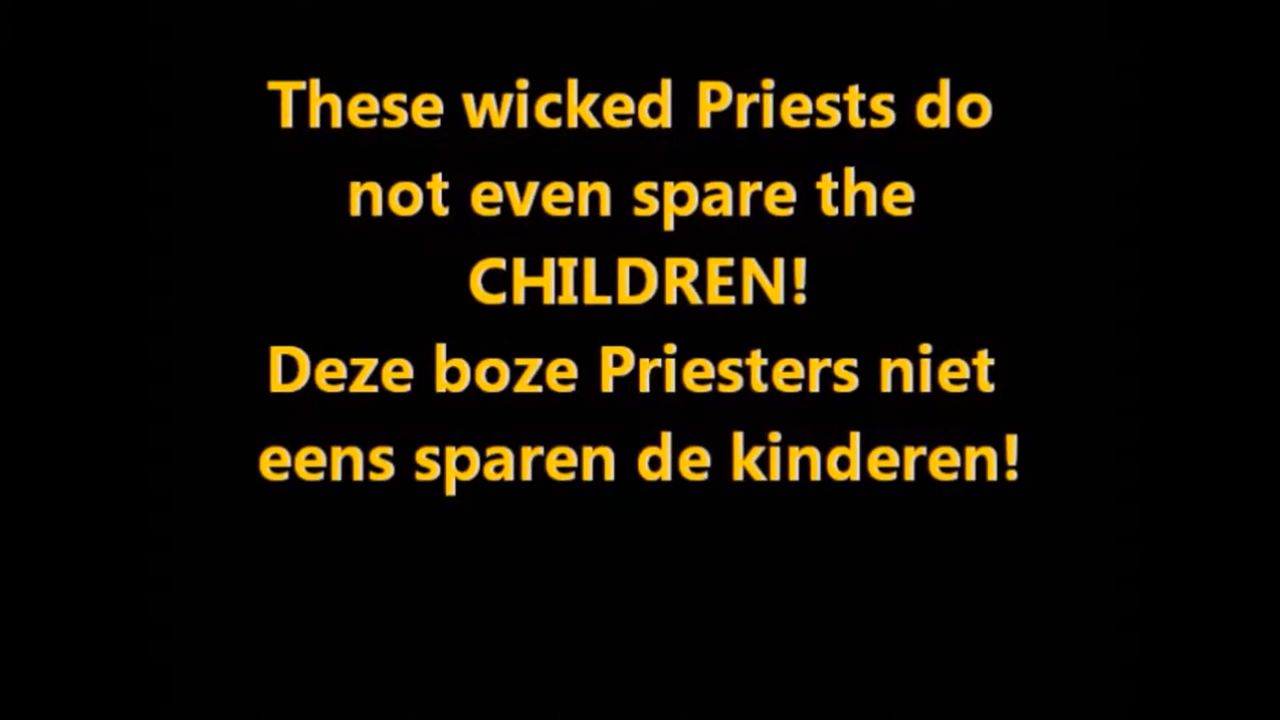 These wicked Priests do
not even spare the
CHILDREN!
Deze boze Priesters niet
eens sparen de kinderen!